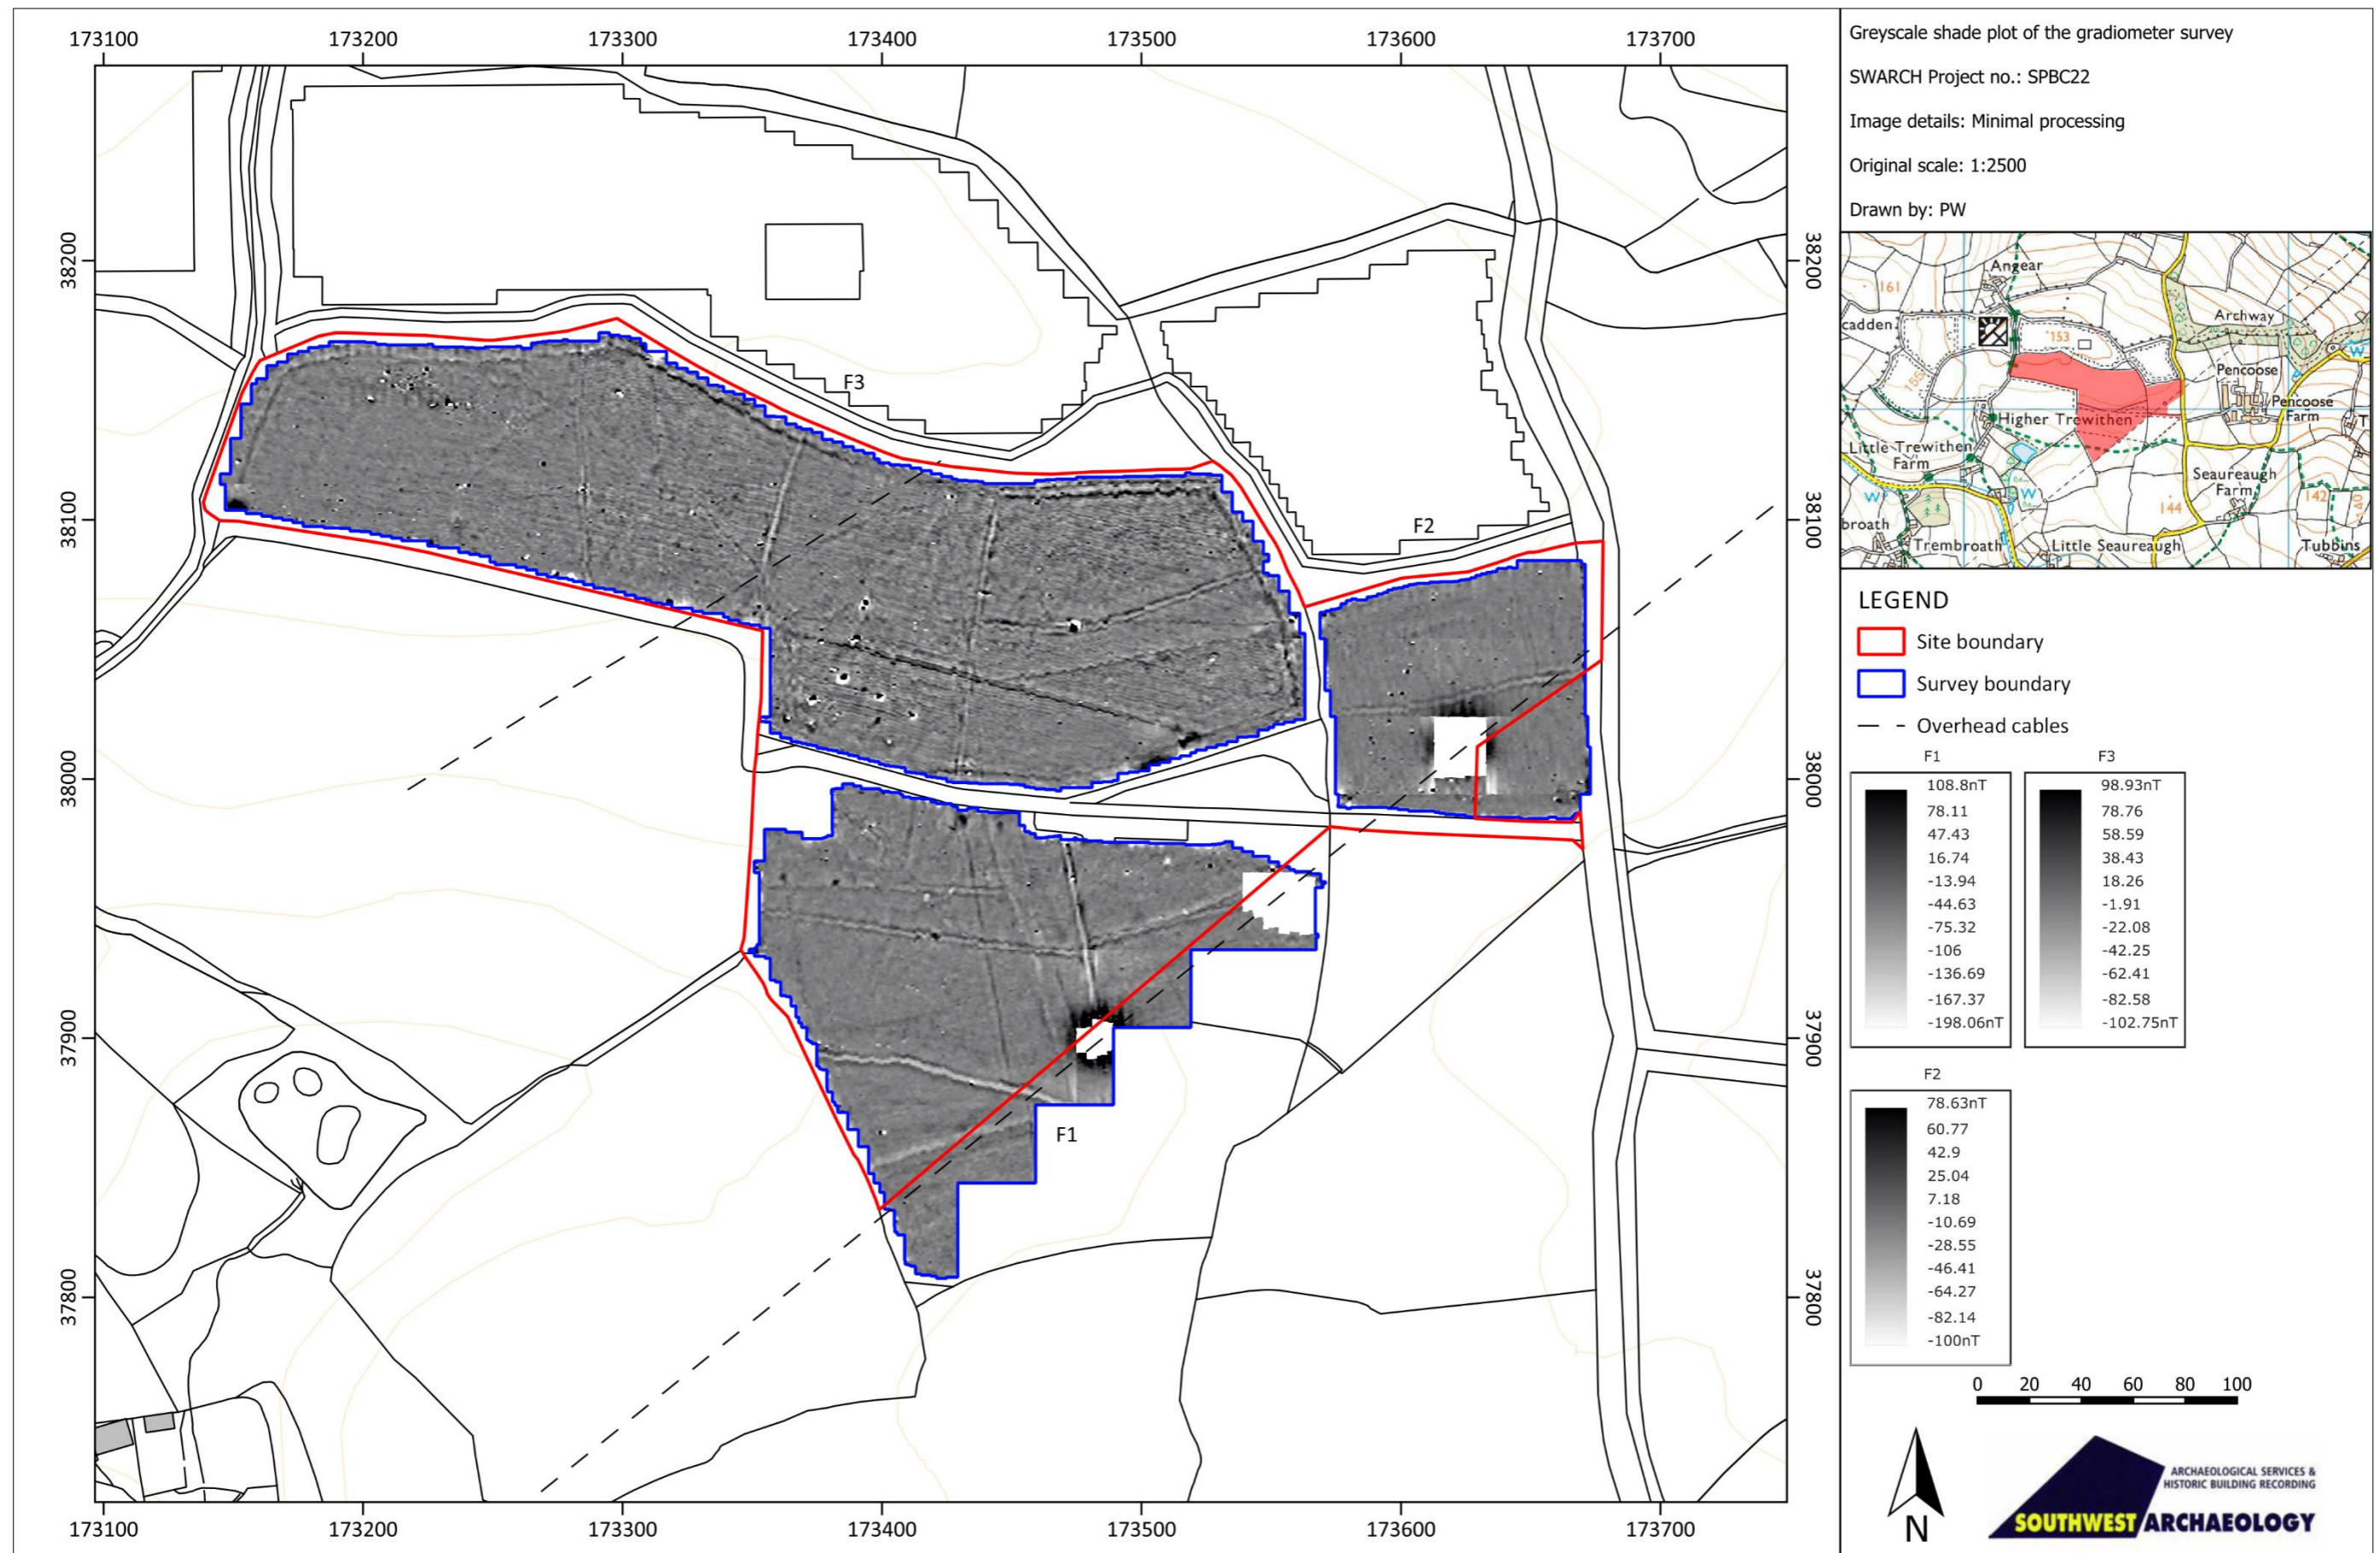 173100 173200 173300 173400 173500 173600 173700
38200
38100
38000
37900
37800
38200
38100
38000
37900
37800
F3
F2
F1
173100 173200 173300 173400 173500 173600 173700
Greyscale shade plot of the gradiometer survey
SWARCH Project no.: SPBC22
Image details: Minimal processing
Original scale: 1:2500
Drawn by: PW
Angear
161
cadden
153
Archway
155
Pencoose
Pencoose
Farm
T
Higher Trewithen
Little Trewithen
Farm
W
W
W
Seaureaugh
Farm
142
140
144
broath
Trembroath
Little Seaureaugh
Tubbins
LEGEND
Site boundary
Survey boundary
Overhead cables
F1
108.8nT
78.11
47.43
16.74
-13.94
-44.63
-75.32
-106
-136.69
-167.37
-198.06nT
F3
98.93nT
78.76
58.59
38.43
18.26
-1.91
-22.08
-42.25
-62.41
-82.58
-102.75nT
F2
78.63nT
60.77
42.9
25.04
7.18
-10.69
-28.55
-46.41
-64.27
-82.14
-100nT
0 20 40 60 80 100
N
ARCHAEOLOGICAL SERVICES &
HISTORIC BUILDING RECORDING
SOUTHWEST ARCHAEOLOGY